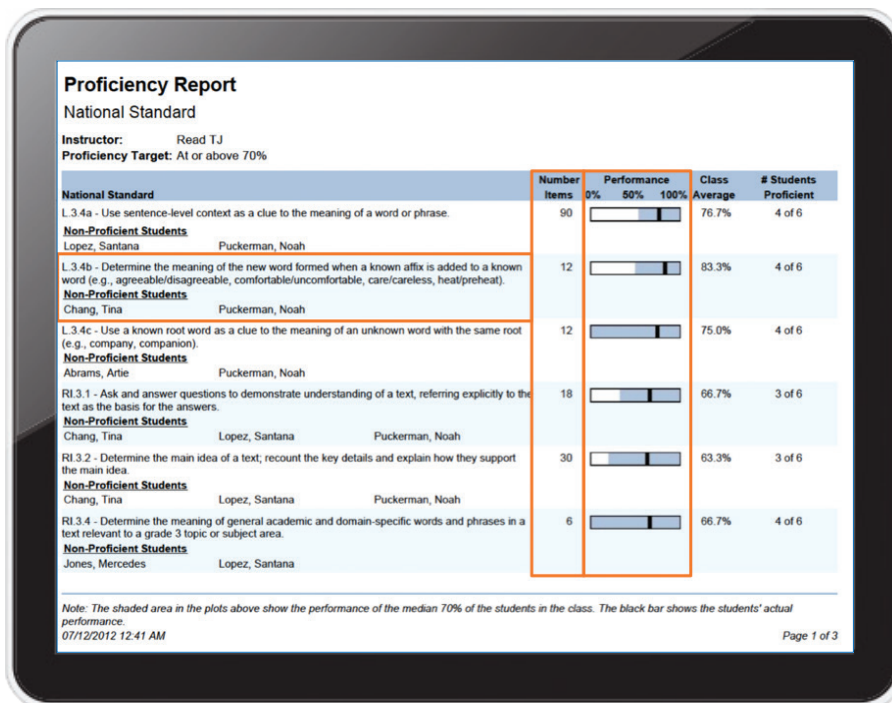 Proficiency Report
National Standard
Instructor: Read TJ
Proficiency Target: At or above 70%
Number Performance Class # Students
National Standard Items 0% 50% 100% Average Proficient
L.3.4a - Use sentence-level context as a clue to the meaning of a word or phrase. 90 76.7% 4 of 6
Non-Proficient Students
Lopez, Santana Puckerman, Noah
L.3.4b - Determine the meaning of the new word formed when a known affix is added to a known 12 83.3% 4 of 6
word (e.g., agreeable/disagreeable, comfortable/uncomfortable, care/careless, heat/preheat).
Non-Proficient Students
Chang, Tina Puckerman, Noah
L.3.4c - Use a known root word as a clue to the meaning of an unknown word with the same root 12 75.0% 4 of 6
(e.g., company, companion).
Non-Proficient Students
Abrams, Artie Puckerman, Noah
RI.3.1 - Ask and answer questions to demonstrate understanding of a text, referring explicitly to the 18 66.7% 3 of 6
text as the basis for the answers.
Non-Proficient Students
Chang, Tina Lopez, Santana Puckerman, Noah
RI.3.2 - Determine the main idea of a text; recount the key details and explain how they support 30 63.3% 3 of 6
the main idea.
Non-Proficient Students
Chang, Tina Lopez, Santana Puckerman, Noah
RI.3.4 - Determine the meaning of general academic and domain-specific words and phrases in a 6 66.7% 4 of 6
text relevant to a grade 3 topic or subject area.
Non-Proficient Students
Jones, Mercedes Lopez, Santana
Note: The shaded area in the plots above show the performance of the median 70% of the students in the class. The black bar shows the students' actual
performance.
07/12/2012 12:41 AM Page 1 of 3